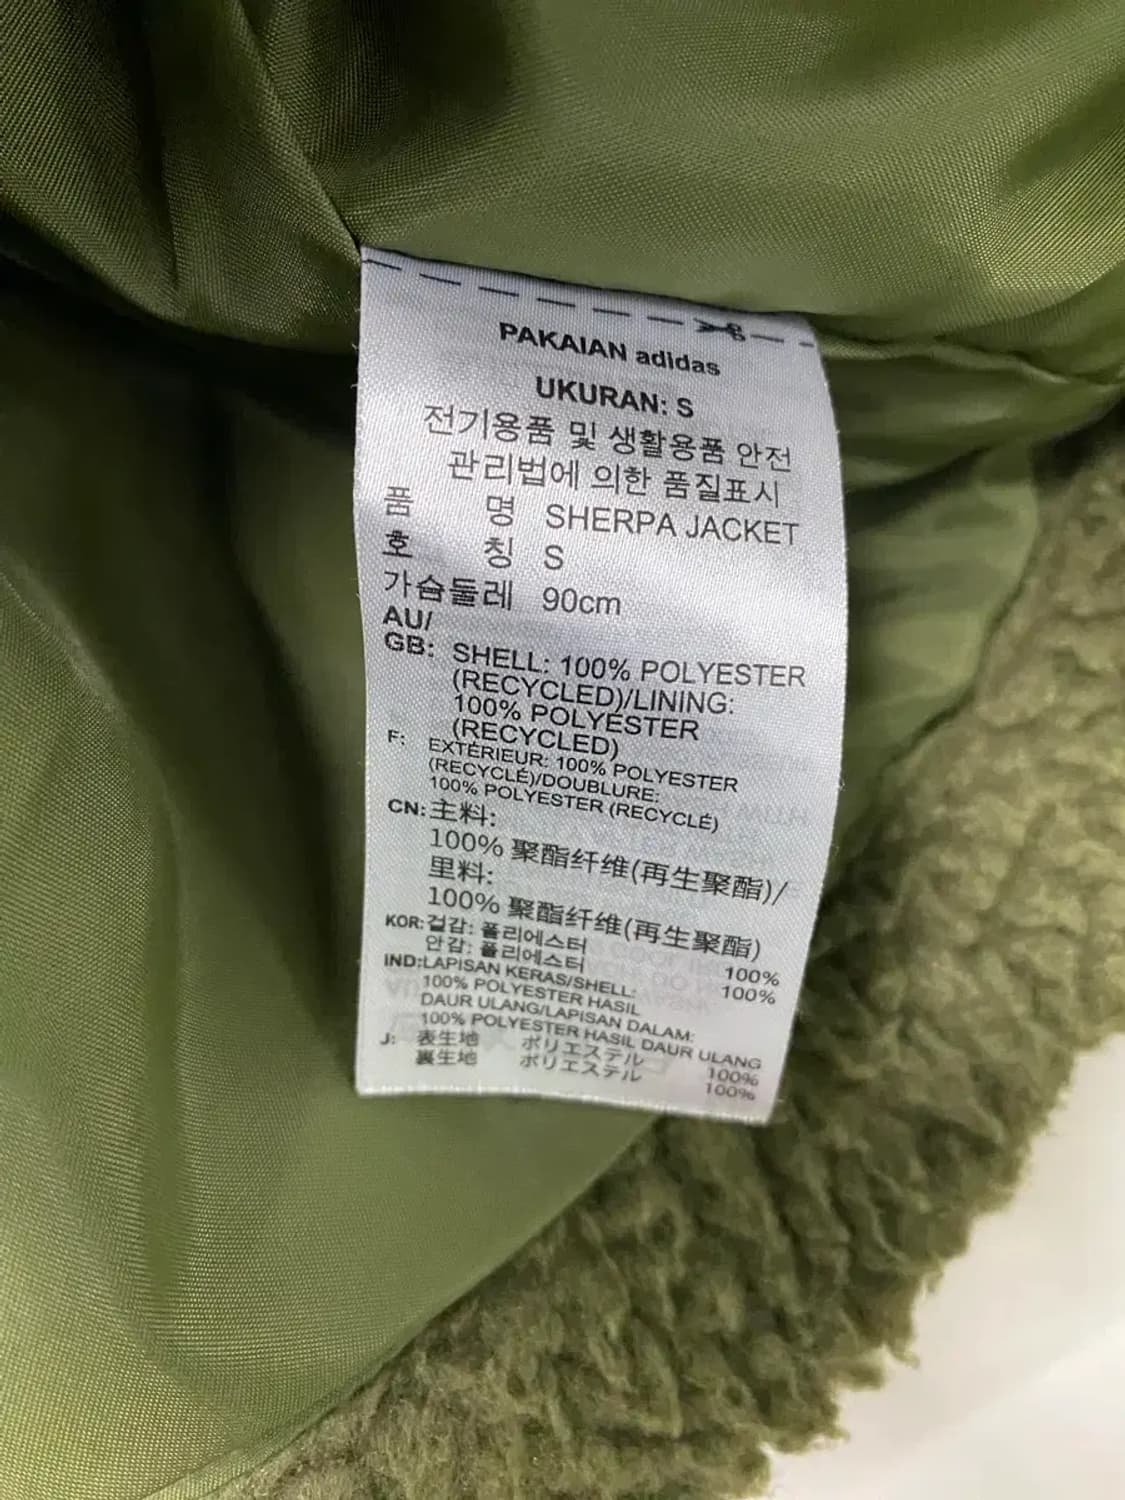 PAKAIAN adidas
UKURAN: S
전기용품 및 생활용품 안전
관리법에 의한 품질표시
품 명 SHERPA JACKET
호 칭 S
가슴둘레 90cm
AU/
GB: SHELL: 100% POLYESTER
(RECYCLED)/LINING:
100% POLYESTER
(RECYCLED)
F: EXTÉRIEUR: 100% POLYESTER
(RECYCLÉ)/DOUBLURE:
100% POLYESTER (RECYCLÉ)
CN: 主料:
100% 聚酯纤维(再生聚酯)/
里料:
100% 聚酯纤维(再生聚酯)
KOR: 겉감: 폴리에스터 100%
안감: 폴리에스터 100%
IND: LAPISAN KERAS/SHELL:
100% POLYESTER HASIL
DAUR ULANG/LAPISAN DALAM:
100% POLYESTER HASIL DAUR ULANG
J: 表生地 ポリエステル 100%
裏生地 ポリエステル 100%